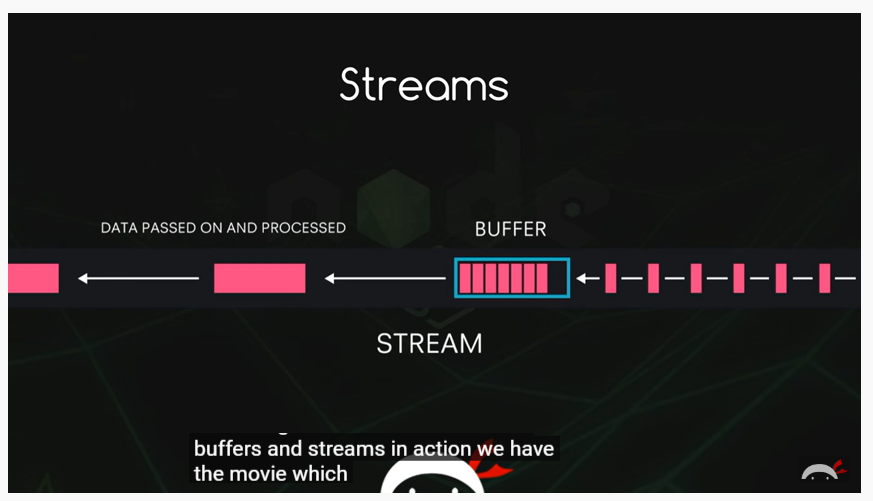 Streams
DATA PASSED ON AND PROCESSED
BUFFER
STREAM
buffers and streams in action we have
the movie which